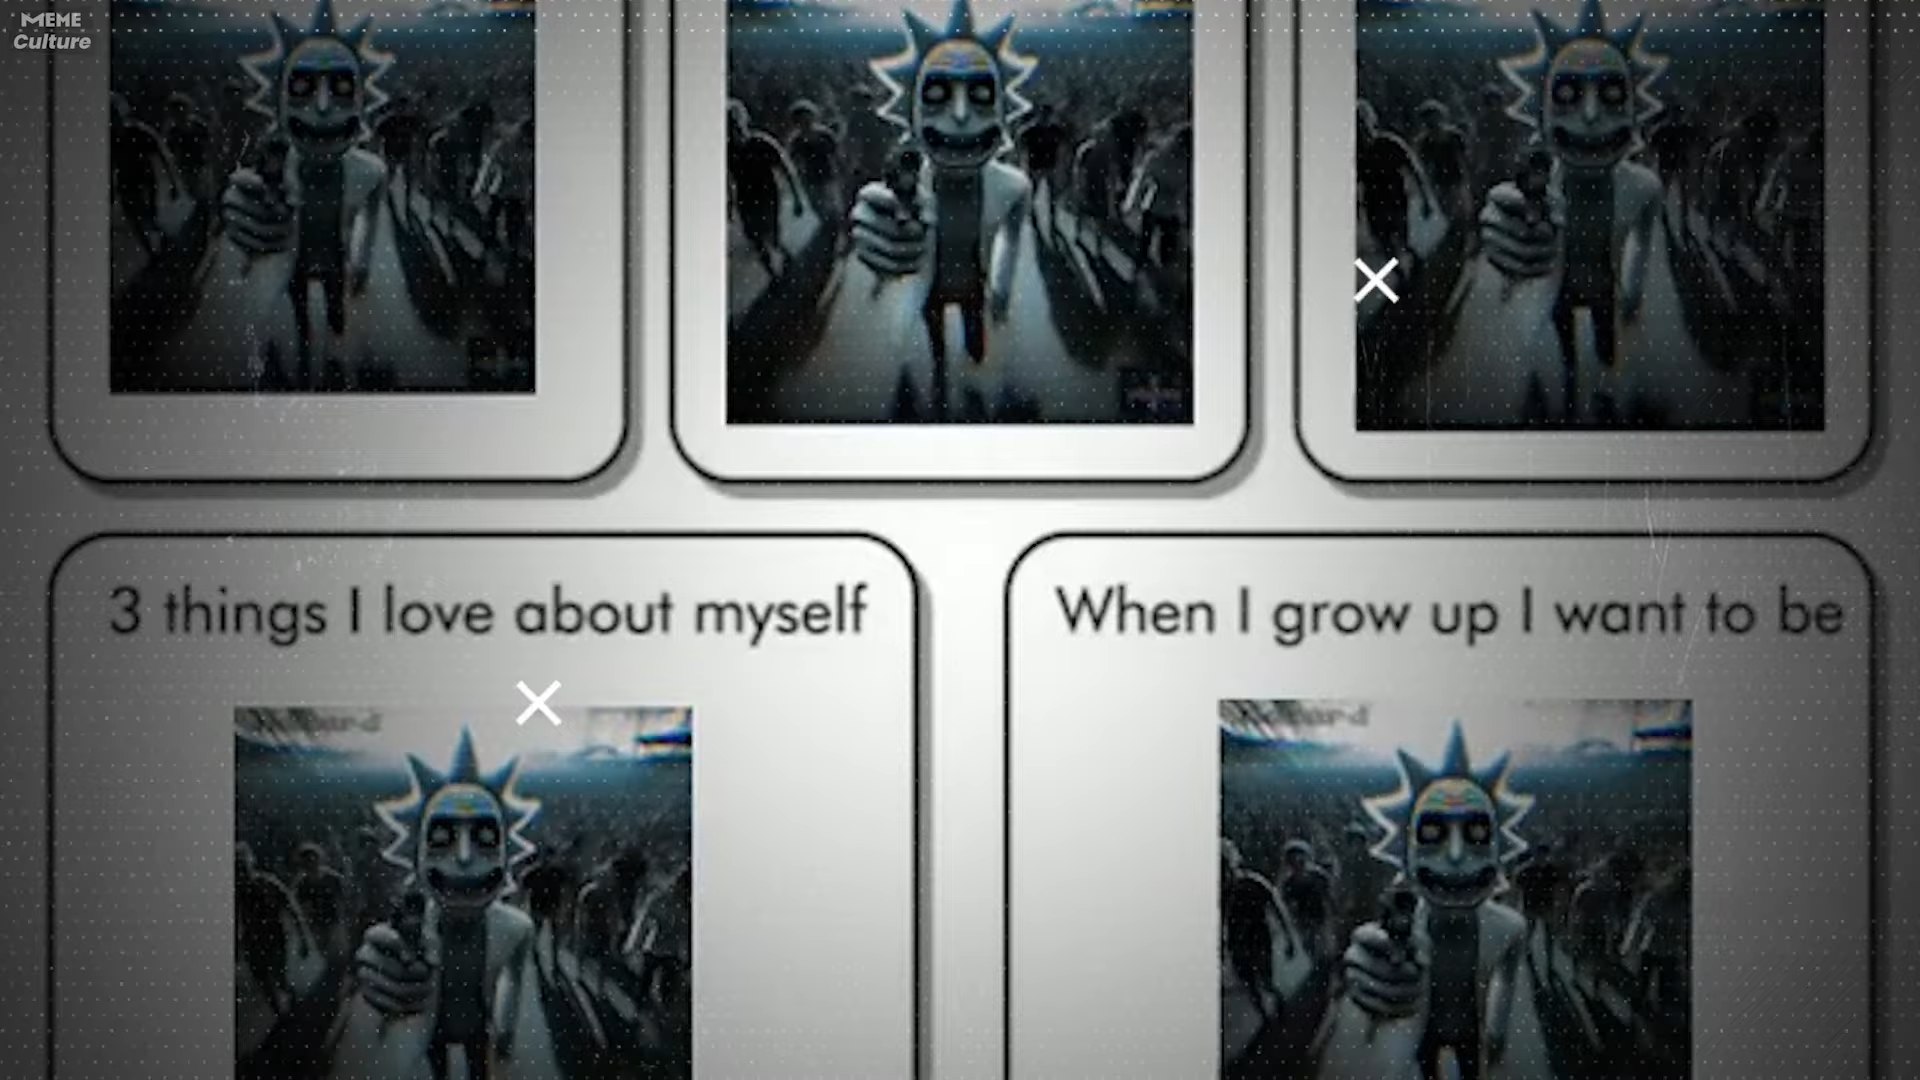 MEME
Culture
3 things I love about myself
When I grow up I want to be